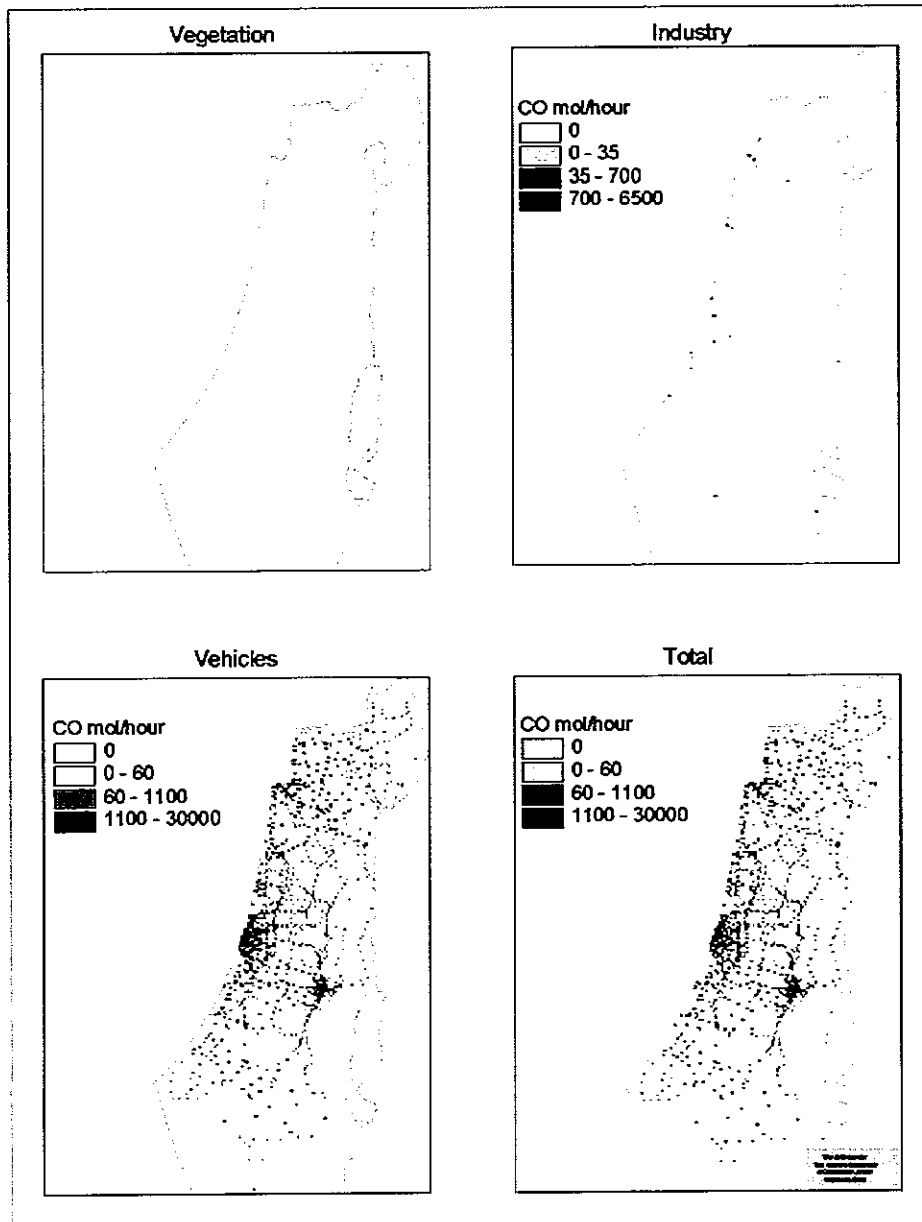 Vegetation
Industry
CO mol/hour
0
0 - 35
35 - 700
700 - 6500
Vehicles
CO mol/hour
0
0 - 60
60 - 1100
1100 - 30000
Total
CO mol/hour
0
0 - 60
60 - 1100
1100 - 30000